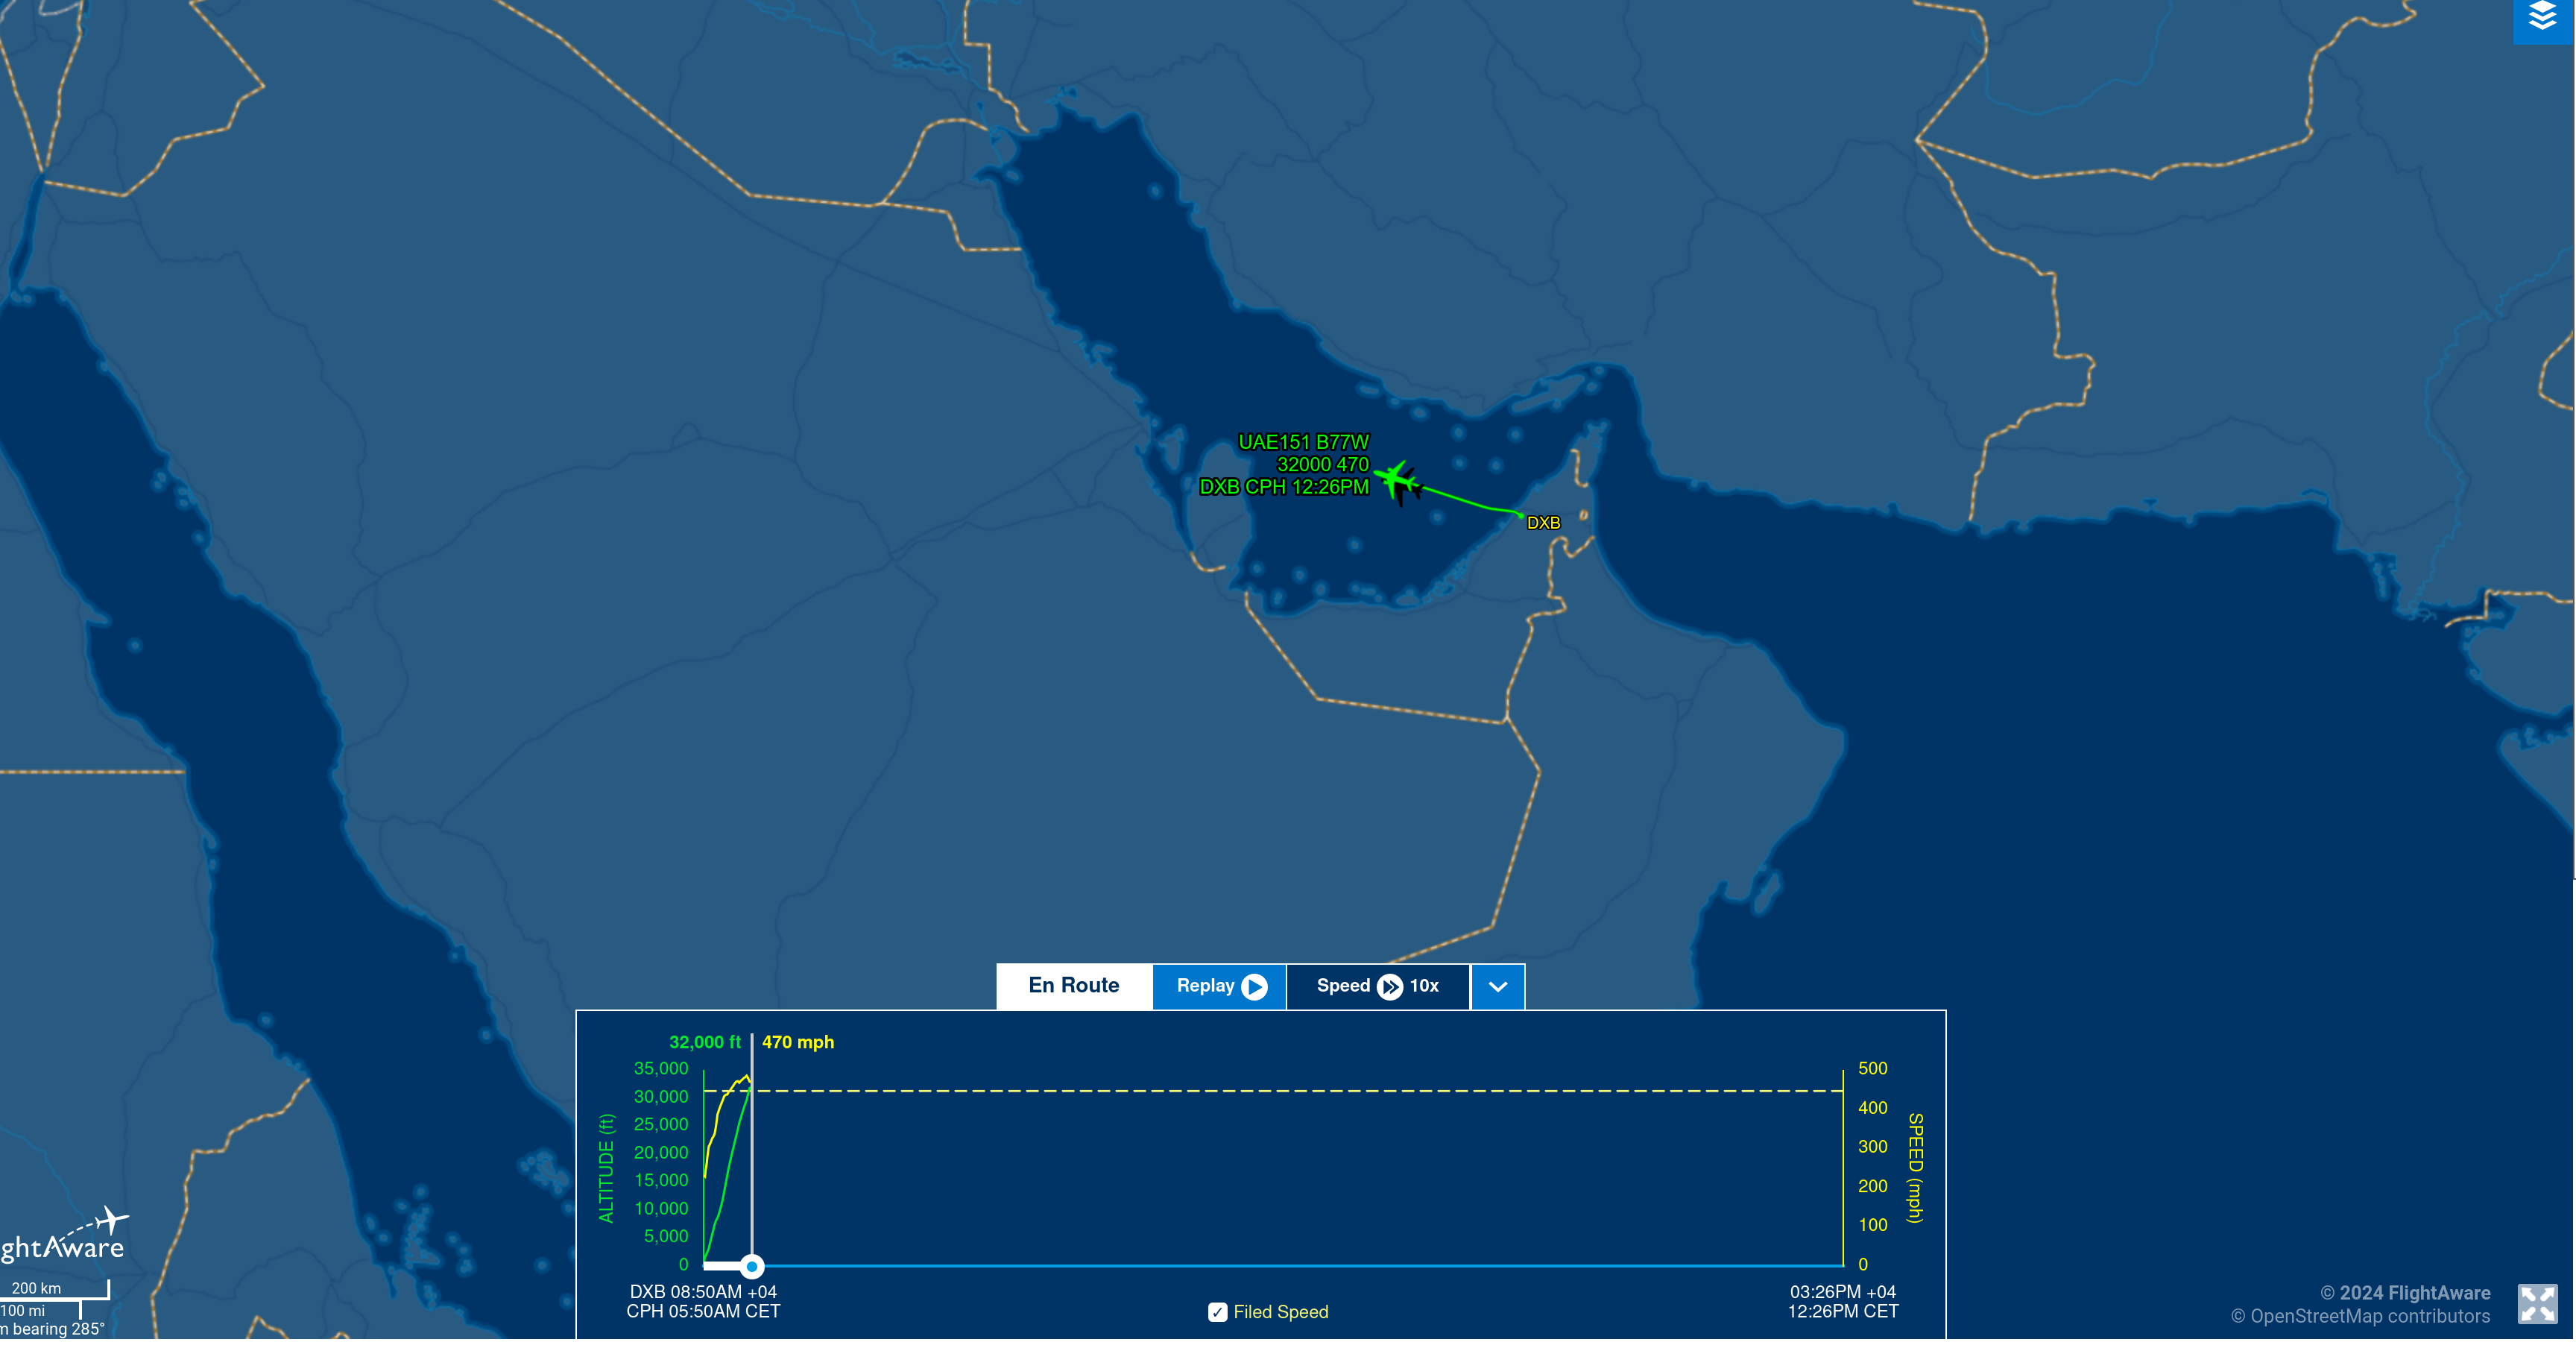 UAE151 B77W
32000 470
DXB CPH 12:26PM
DXB
En Route
Replay
Speed 10x
32,000 ft 470 mph
35,000
30,000
25,000
20,000
15,000
10,000
5,000
0
ALTITUDE (ft)
500
400
300
200
100
0
SPEED (mph)
DXB 08:50AM +04
CPH 05:50AM CET
03:26PM +04
12:26PM CET
Filed Speed
ghtAware
200 km
100 mi
m bearing 285°
© 2024 FlightAware
© OpenStreetMap contributors